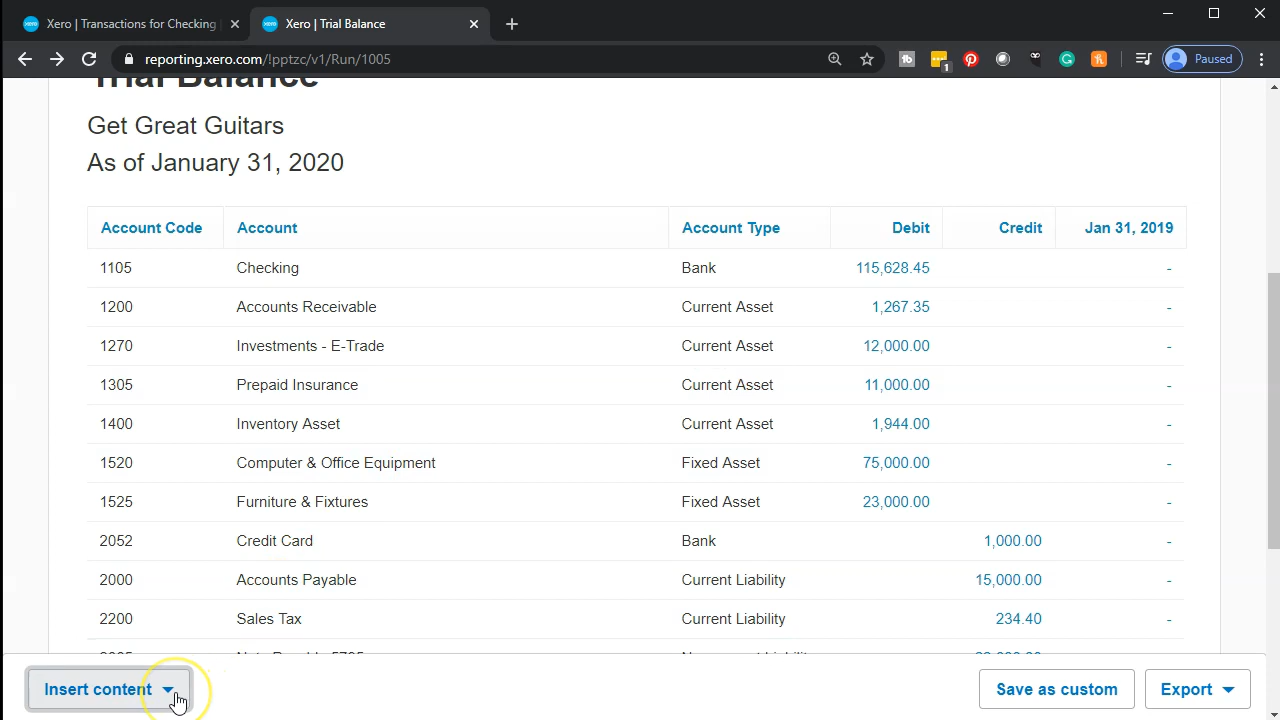 Xero | Transactions for Checking
Xero | Trial Balance
reporting.xero.com/!pptzc/v1/Run/1005
1
Paused
Trial Balance
Get Great Guitars
As of January 31, 2020
Account Code Account Account Type Debit Credit Jan 31, 2019
1105 Checking Bank 115,628.45 -
1200 Accounts Receivable Current Asset 1,267.35 -
1270 Investments - E-Trade Current Asset 12,000.00 -
1305 Prepaid Insurance Current Asset 11,000.00 -
1400 Inventory Asset Current Asset 1,944.00 -
1520 Computer & Office Equipment Fixed Asset 75,000.00 -
1525 Furniture & Fixtures Fixed Asset 23,000.00 -
2052 Credit Card Bank 1,000.00 -
2000 Accounts Payable Current Liability 15,000.00 -
2200 Sales Tax Current Liability 234.40 -
Insert content Save as custom Export